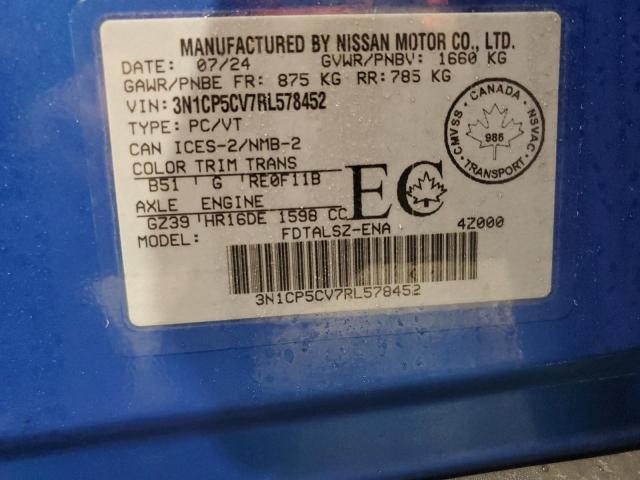 MANUFACTURED BY NISSAN MOTOR CO., LTD.
DATE: 07/24 GVWR/PNBV: 1660 KG
GAWR/PNBE FR: 875 KG RR: 785 KG
VIN: 3N1CP5CV7RL578452
TYPE: PC/VT
CAN ICES-2/NMB-2
COLOR TRIM TRANS
B51 G RE0F11B
AXLE ENGINE
GZ39 HR16DE 1598 CC
EC
MODEL: FDTALSZ-ENA 4Z000
3N1CP5CV7RL578452
CANADA
CMVSS
985
NSVAC
TRANSPORT